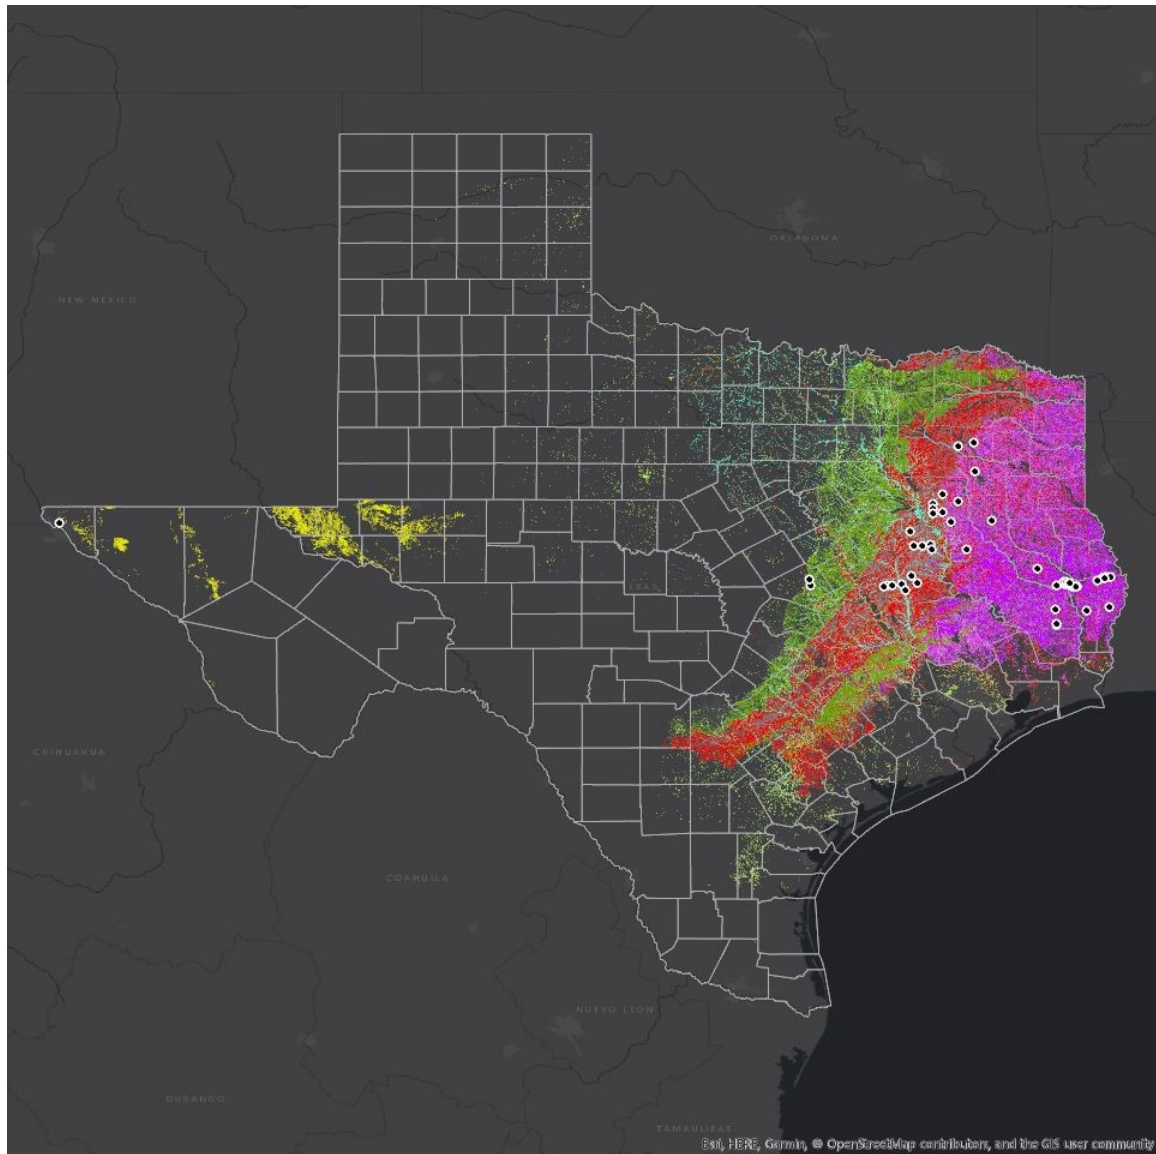 OKLAHOMA
NEW MEXICO
EXAS
CHIHUAHUA
COAHUILA
NUEVO LEON
DURANGO
TAMAULIPAS
Esri, HERE, Garmin, © OpenStreetMap contributors, and the GIS user community